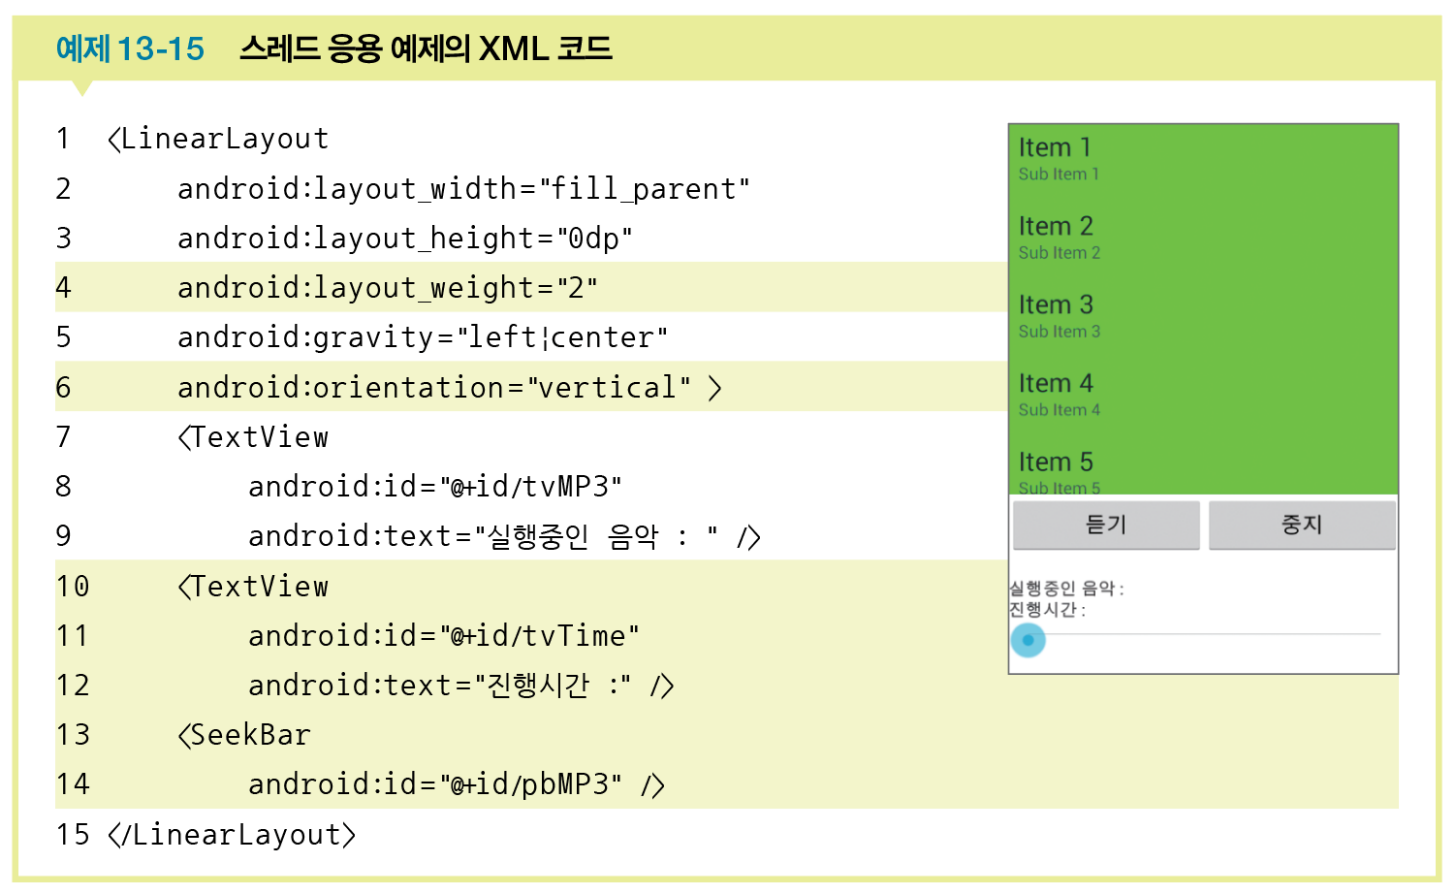 예제 13-15 스레드 응용 예제의 XML 코드
1 <LinearLayout
2 android:layout_width="fill_parent"
3 android:layout_height="0dp"
4 android:layout_weight="2"
5 android:gravity="left¦center"
6 android:orientation="vertical" >
7 <TextView
8 android:id="@+id/tvMP3"
9 android:text="실행중인 음악 : " />
10 <TextView
11 android:id="@+id/tvTime"
12 android:text="진행시간 :" />
13 <SeekBar
14 android:id="@+id/pbMP3" />
15 </LinearLayout>
Item 1
Sub Item 1
Item 2
Sub Item 2
Item 3
Sub Item 3
Item 4
Sub Item 4
Item 5
Sub Item 5
듣기 중지
실행중인 음악 :
진행시간 :